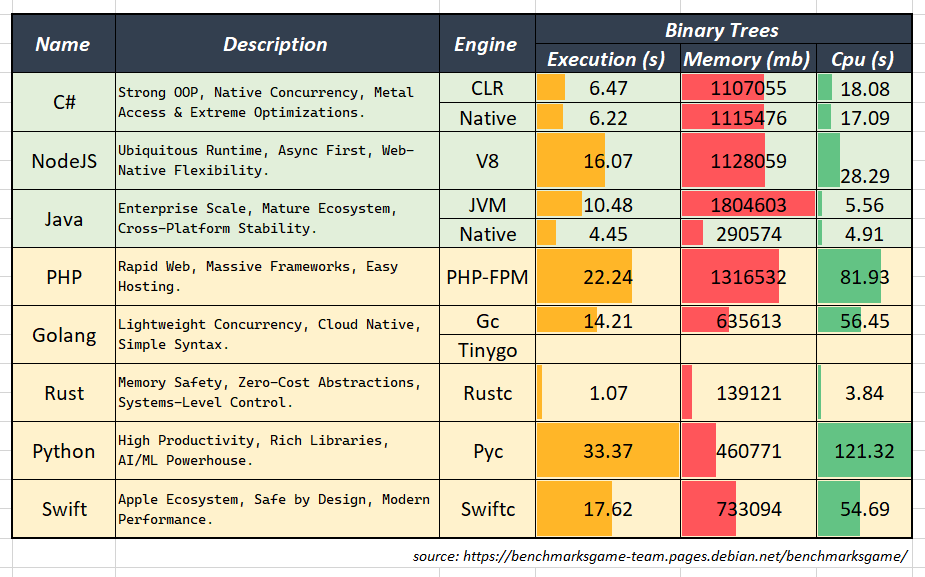 Name Description Engine Binary Trees
Execution (s) Memory (mb) Cpu (s)
C# Strong OOP, Native Concurrency, Metal CLR 6.47 1107055 18.08
Access & Extreme Optimizations. Native 6.22 1115476 17.09
NodeJS Ubiquitous Runtime, Async First, Web- V8 16.07 1128059 28.29
Native Flexibility.
Java Enterprise Scale, Mature Ecosystem, JVM 10.48 1804603 5.56
Cross-Platform Stability. Native 4.45 290574 4.91
PHP Rapid Web, Massive Frameworks, Easy PHP-FPM 22.24 1316532 81.93
Hosting.
Golang Lightweight Concurrency, Cloud Native, Gc 14.21 635613 56.45
Simple Syntax. Tinygo
Rust Memory Safety, Zero-Cost Abstractions, Rustc 1.07 139121 3.84
Systems-Level Control.
Python High Productivity, Rich Libraries, Pyc 33.37 460771 121.32
AI/ML Powerhouse.
Swift Apple Ecosystem, Safe by Design, Modern Swiftc 17.62 733094 54.69
Performance.
source: https://benchmarksgame-team.pages.debian.net/benchmarksgame/